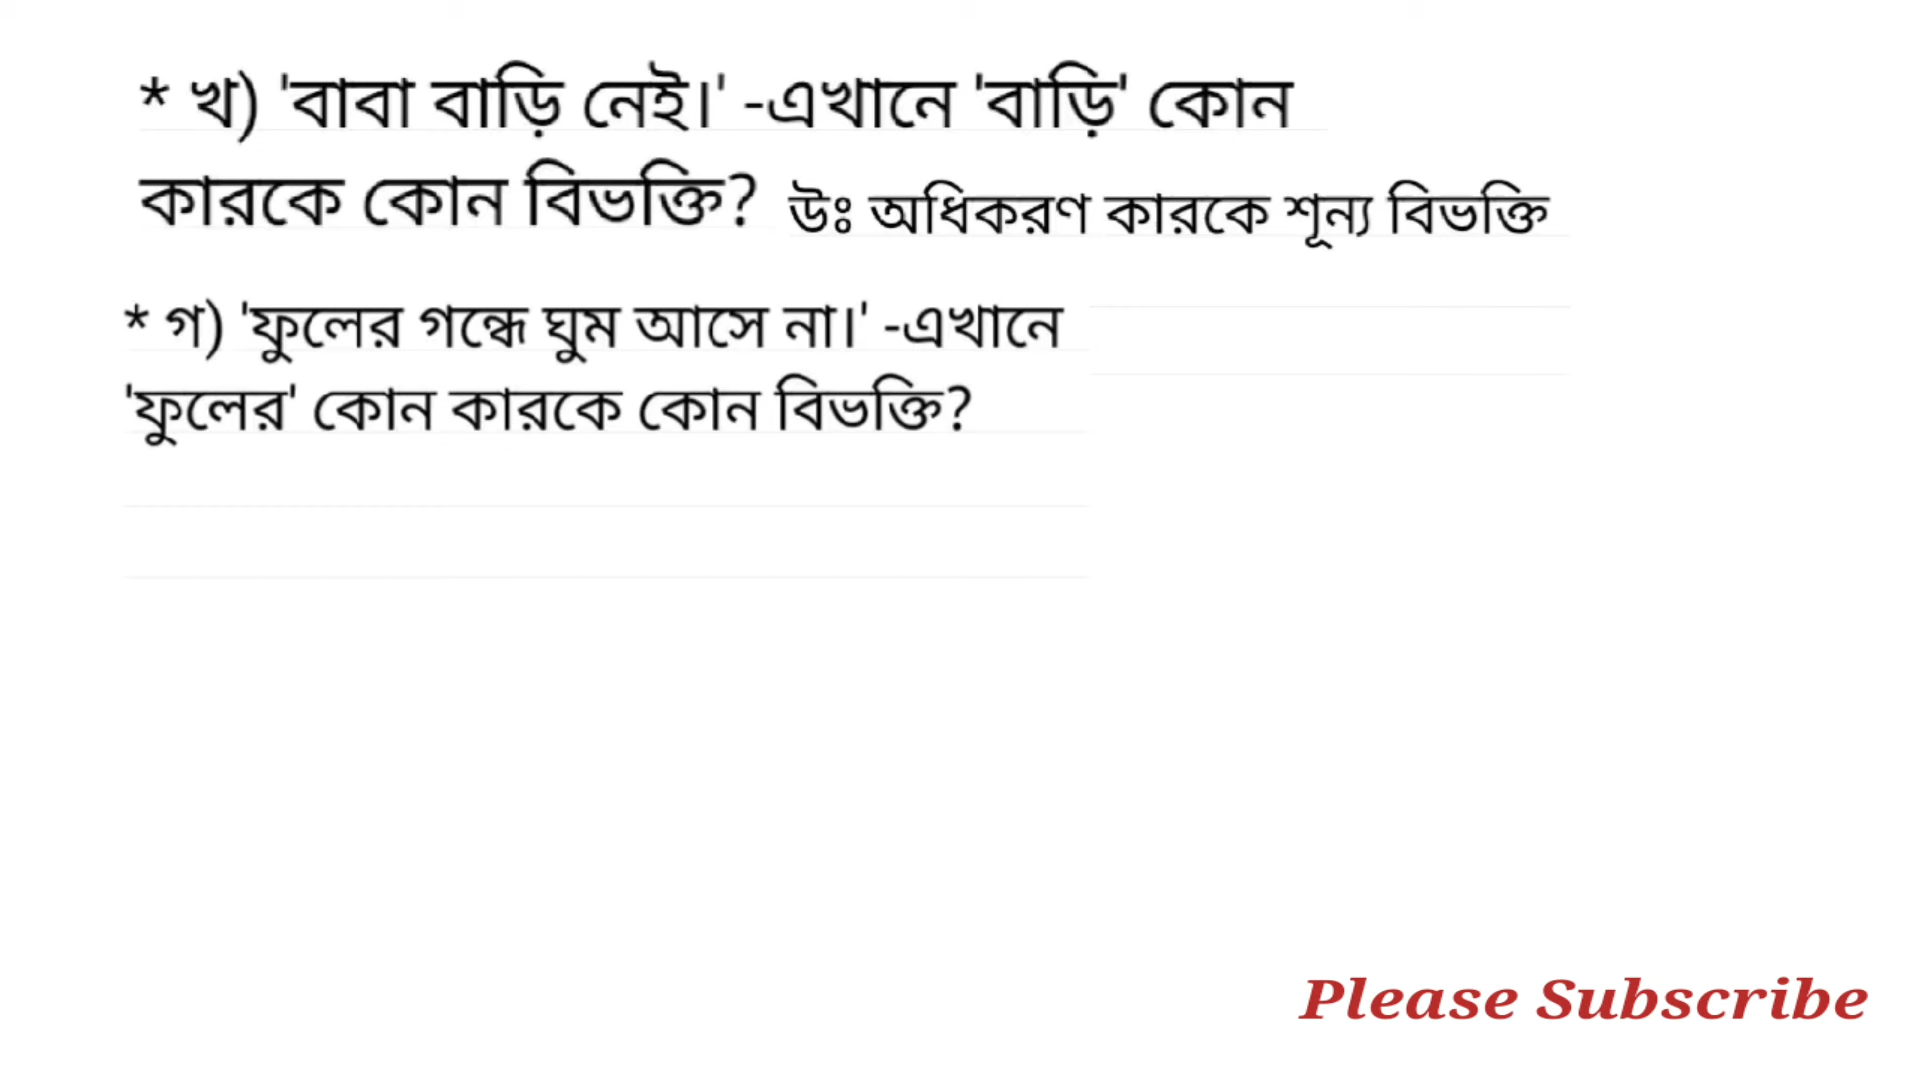 * খ) 'বাবা বাড়ি নেই।' -এখানে 'বাড়ি' কোন
কারকে কোন বিভক্তি? উঃ অধিকরণ কারকে শূন্য বিভক্তি
* গ) 'ফুলের গন্ধে ঘুম আসে না।' -এখানে
'ফুলের' কোন কারকে কোন বিভক্তি?
Please Subscribe